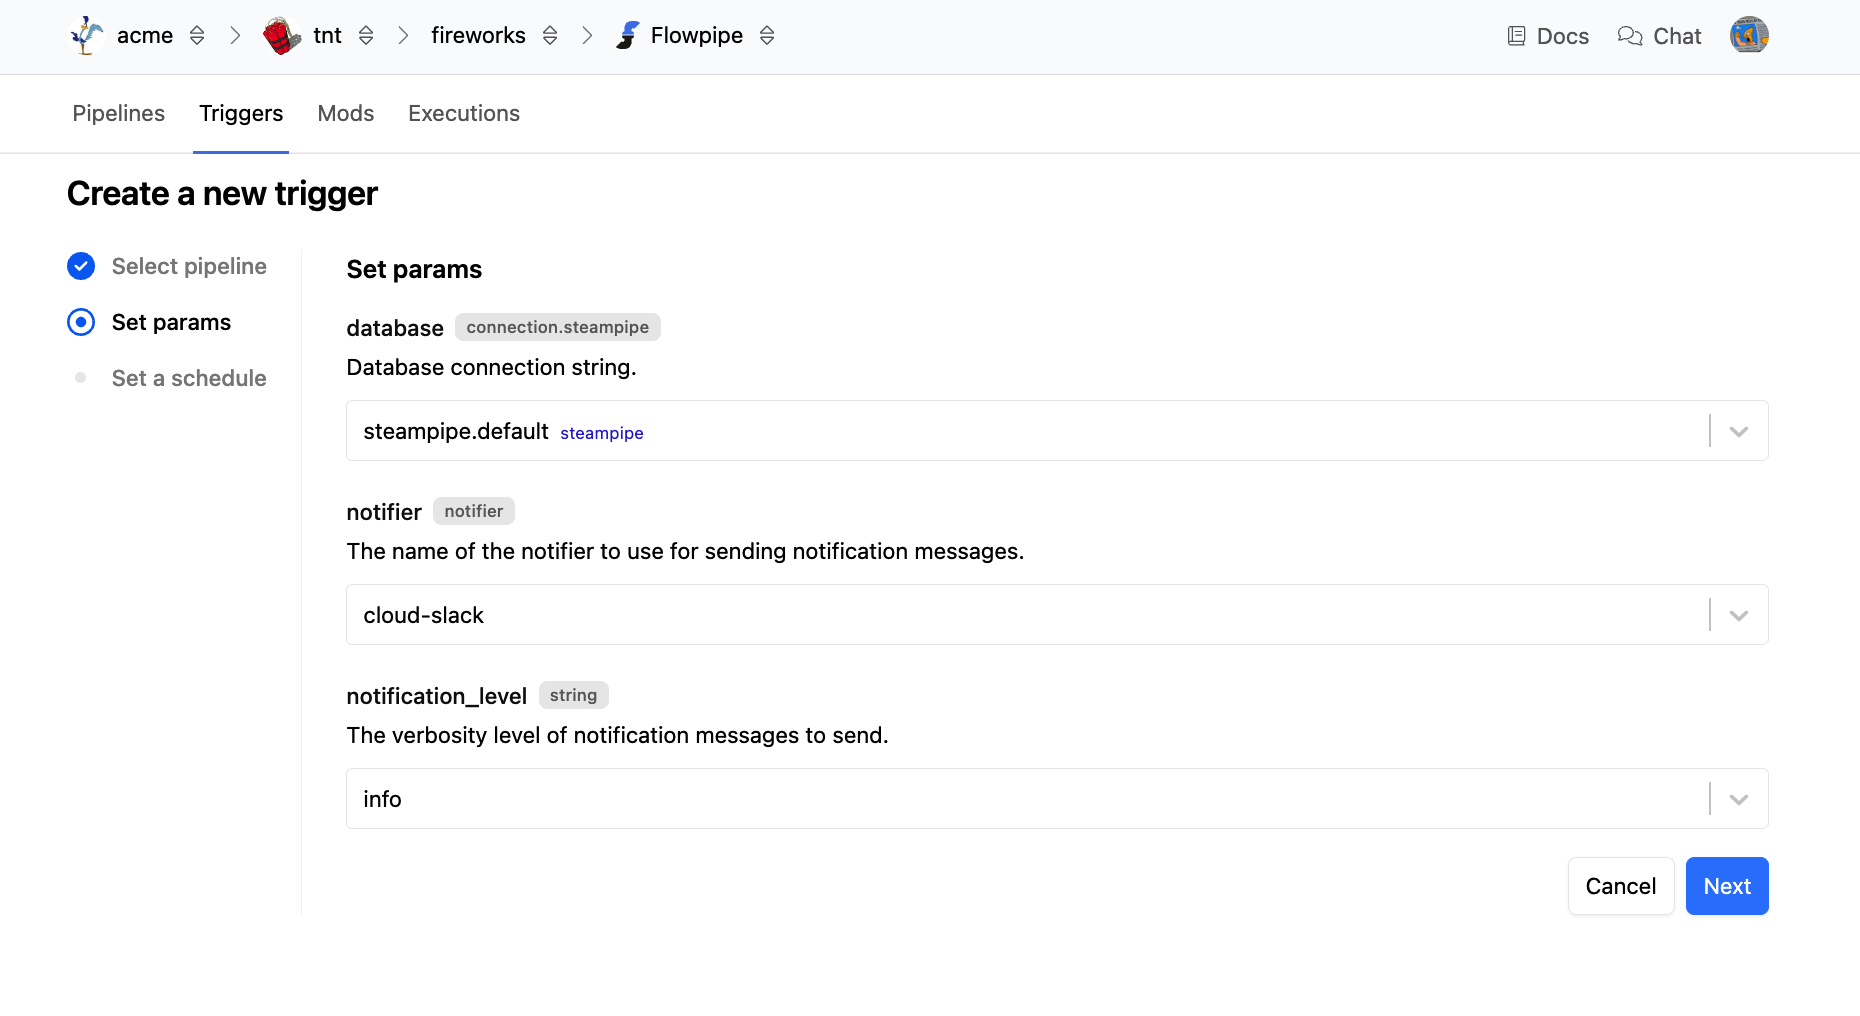 acme tnt fireworks Flowpipe Docs Chat
Pipelines Triggers Mods Executions
Create a new trigger
Select pipeline
Set params
Set a schedule
Set params
database connection.steampipe
Database connection string.
steampipe.default steampipe
notifier notifier
The name of the notifier to use for sending notification messages.
cloud-slack
notification_level string
The verbosity level of notification messages to send.
info
Cancel Next